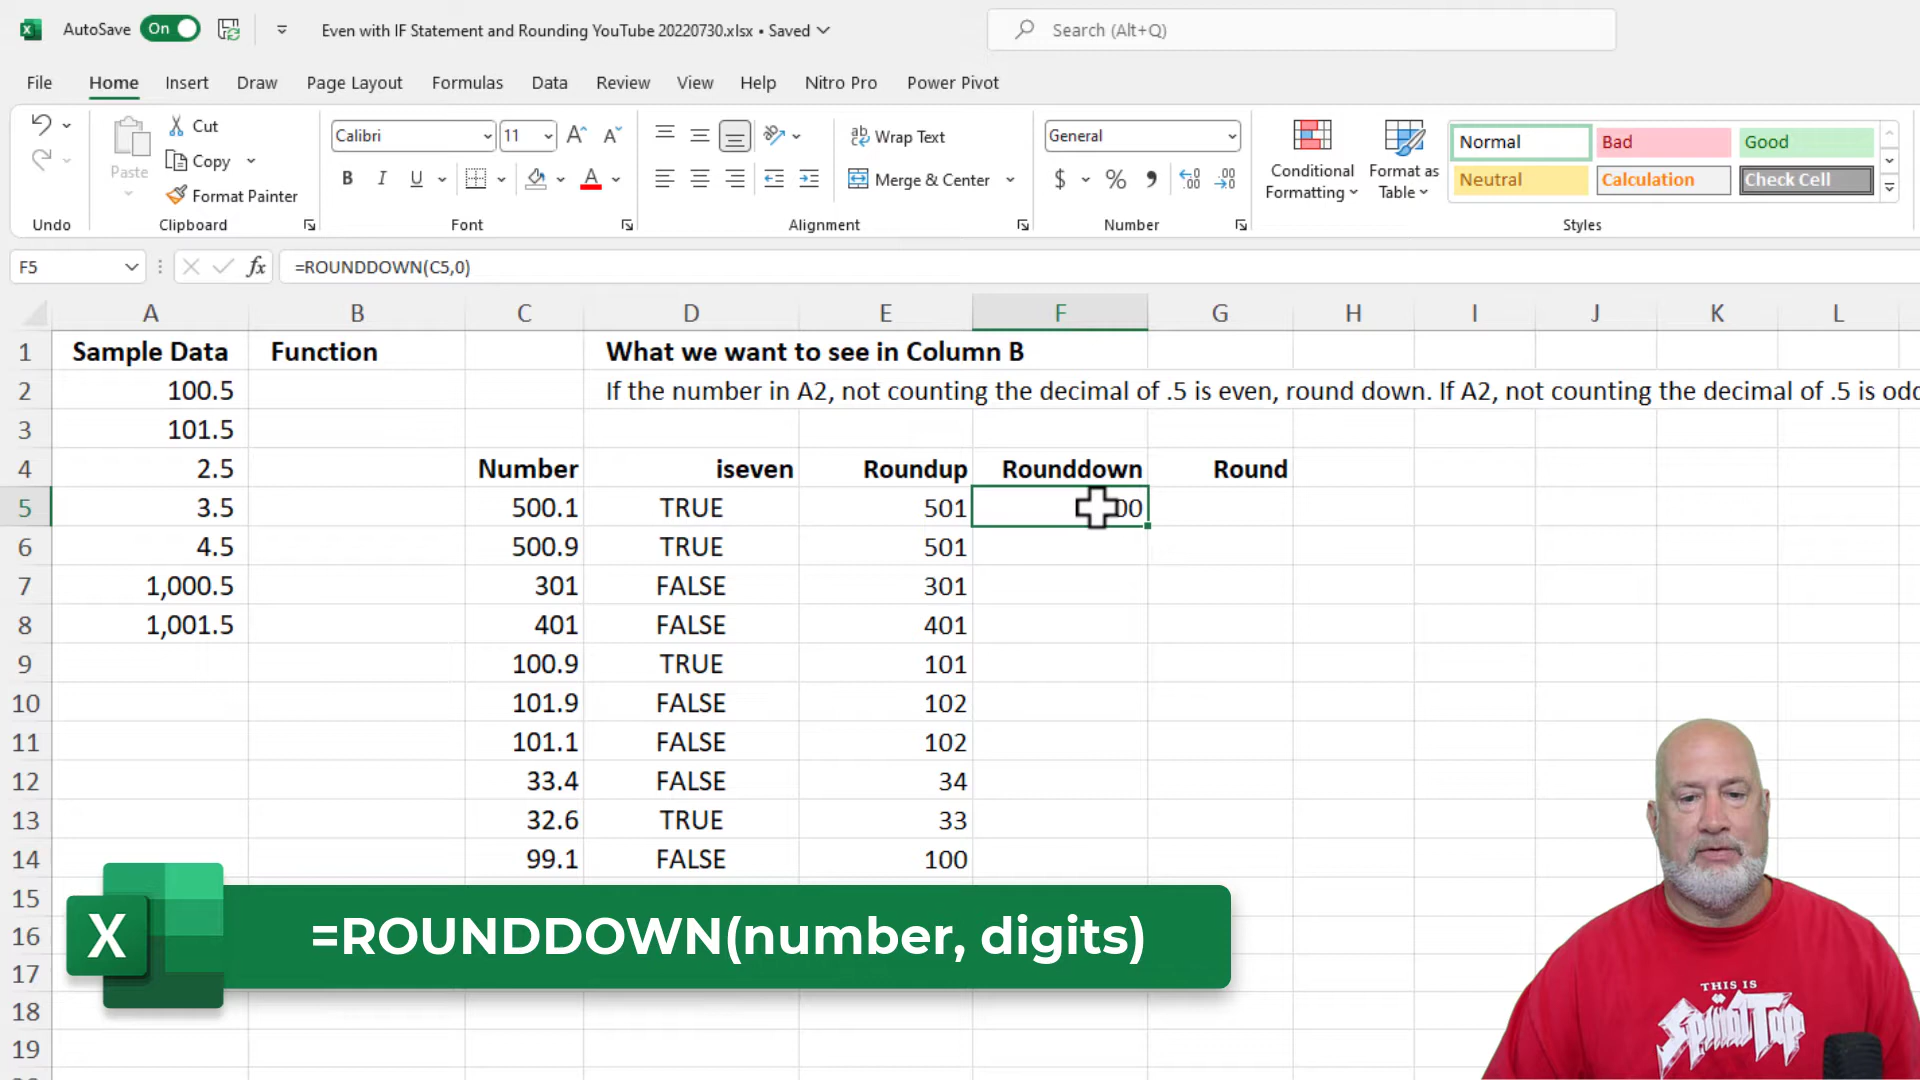 AutoSave On Even with IF Statement and Rounding YouTube 20220730.xlsx • Saved Search (Alt+Q)
File Home Insert Draw Page Layout Formulas Data Review View Help Nitro Pro Power Pivot
Paste Cut Copy Format Painter
Calibri 11
B I U A
Wrap Text
Merge & Center
General
$ %
Conditional Formatting
Format as Table
Normal Bad Good
Neutral Calculation Check Cell
Undo Clipboard Font Alignment Number Styles
F5 fx =ROUNDDOWN(C5,0)
A B C D E F G H I J K L
1 Sample Data Function What we want to see in Column B
2 100.5 If the number in A2, not counting the decimal of .5 is even, round down. If A2, not counting the decimal of .5 is odd
3 101.5
4 2.5 Number iseven Roundup Rounddown Round
5 3.5 500.1 TRUE 501 00
6 4.5 500.9 TRUE 501
7 1,000.5 301 FALSE 301
8 1,001.5 401 FALSE 401
9 100.9 TRUE 101
10 101.9 FALSE 102
11 101.1 FALSE 102
12 33.4 FALSE 34
13 32.6 TRUE 33
14 99.1 FALSE 100
15
16
17
18
19
X =ROUNDDOWN(number, digits)
THIS IS
Spinal Tap